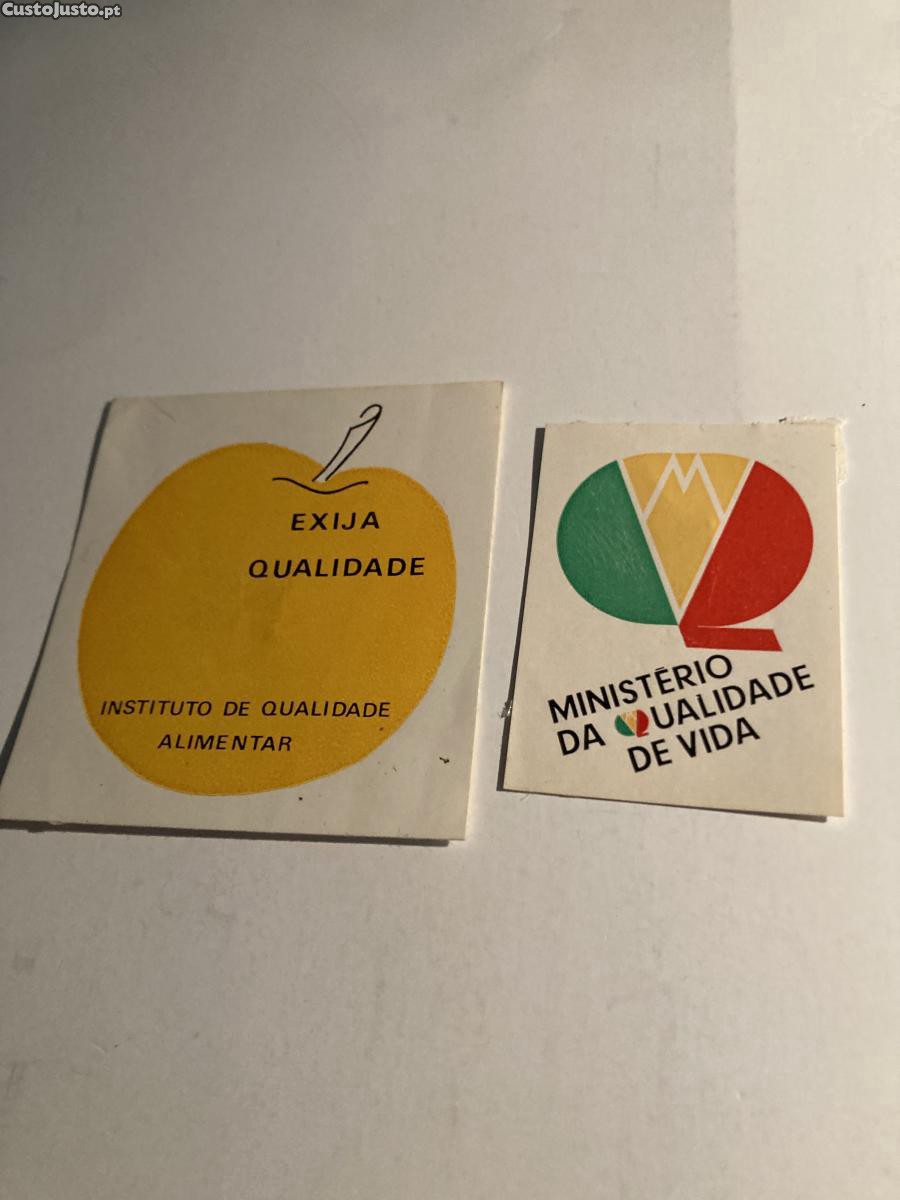 CustoJusto.pt
EXIJA
QUALIDADE
INSTITUTO DE QUALIDADE
ALIMENTAR
MINISTÉRIO
DA QUALIDADE
DE VIDA